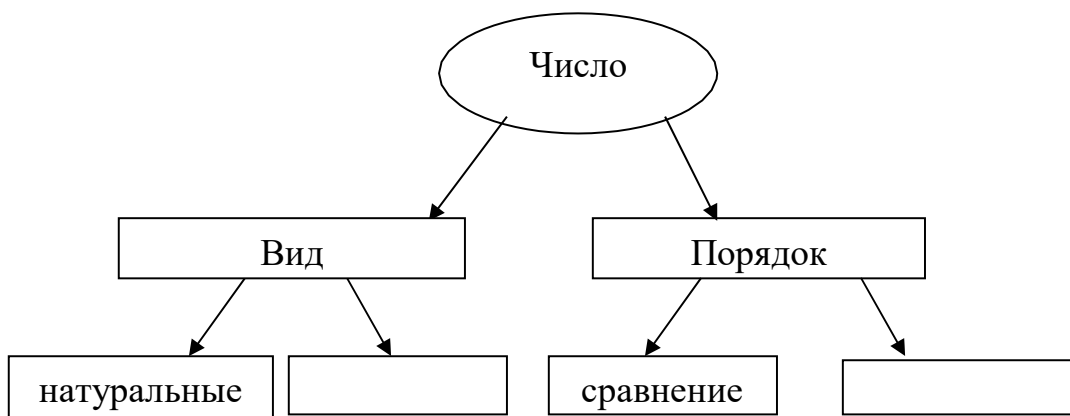 Число
Вид
Порядок
натуральные
сравнение